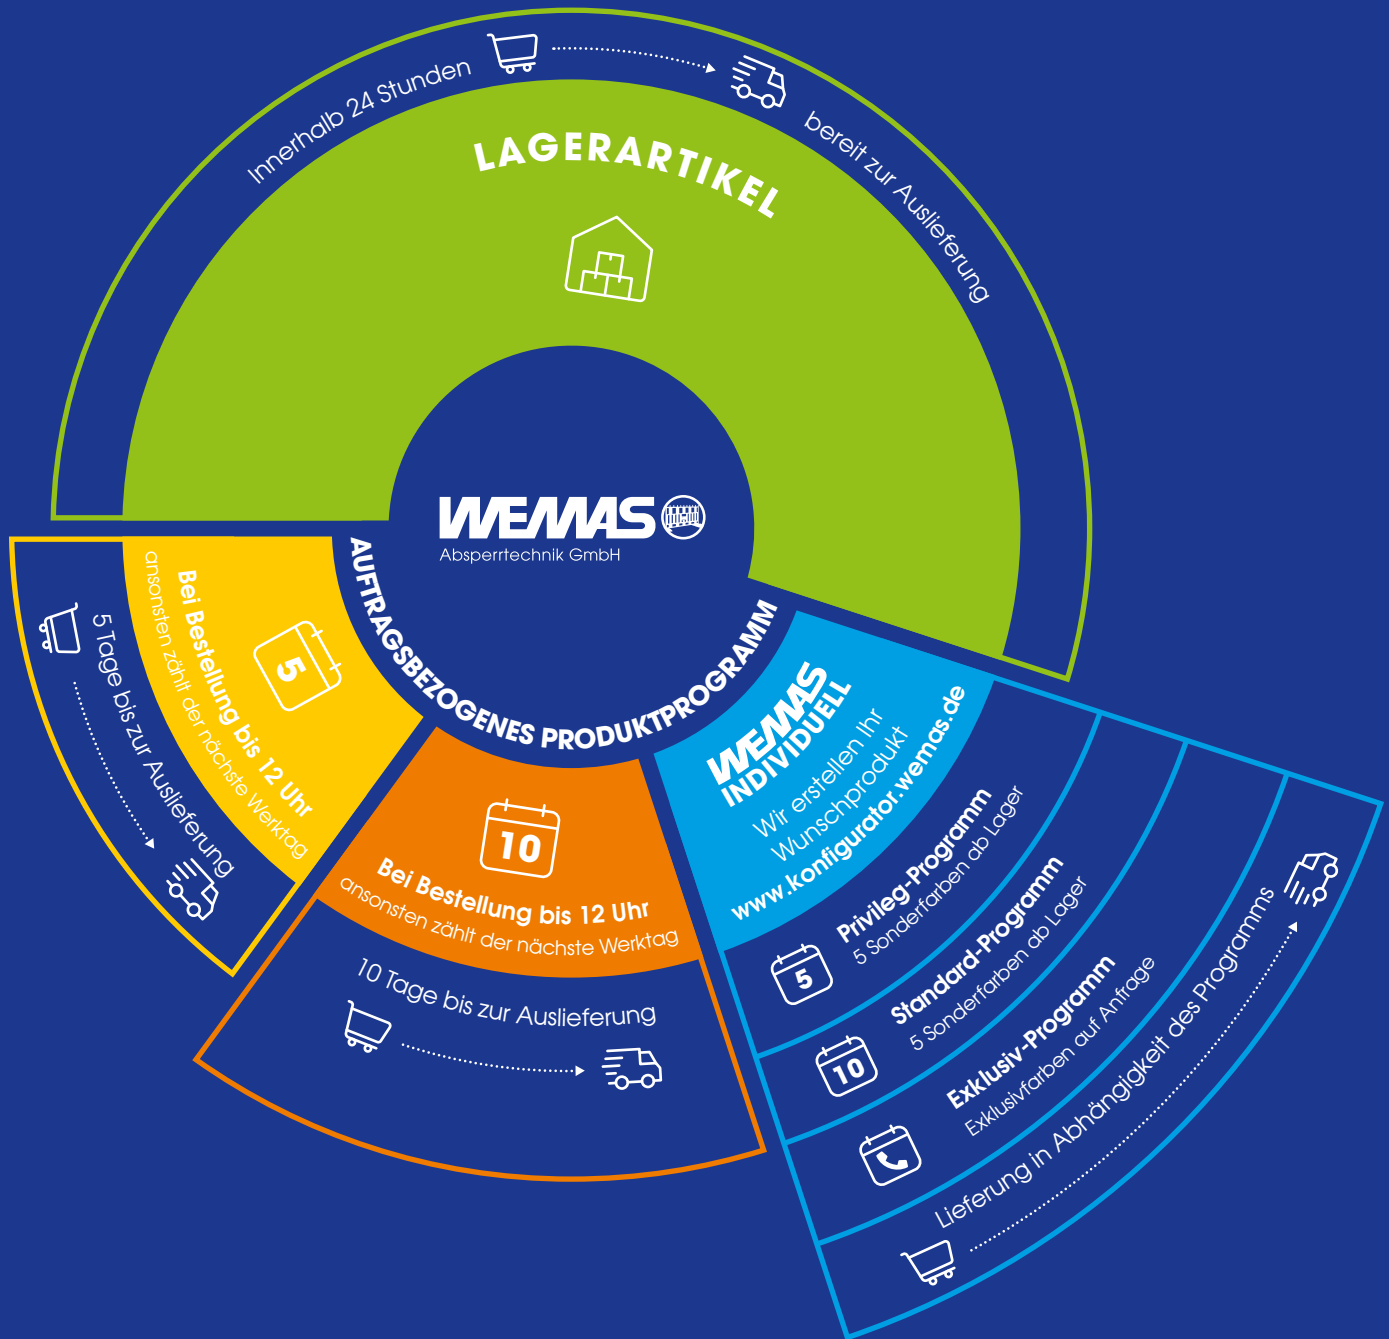 Innerhalb 24 Stunden
bereit zur Auslieferung
LAGERARTIKEL
WEMAS
Absperrtechnik GmbH
AUFTRAGSBEZOGENES PRODUKTPROGRAMM
5
Bei Bestellung bis 12 Uhr
ansonsten zählt der nächste Werktag
5 Tage bis zur Auslieferung
10
Bei Bestellung bis 12 Uhr
ansonsten zählt der nächste Werktag
10 Tage bis zur Auslieferung
WEMAS
INDIVIDUELL
Wir erstellen Ihr
Wunschprodukt
www.konfigurator.wemas.de
5
Privileg-Programm
5 Sonderfarben ab Lager
10
Standard-Programm
5 Sonderfarben ab Lager
Exklusiv-Programm
Exklusivfarben auf Anfrage
Lieferung in Abhängigkeit des Programms